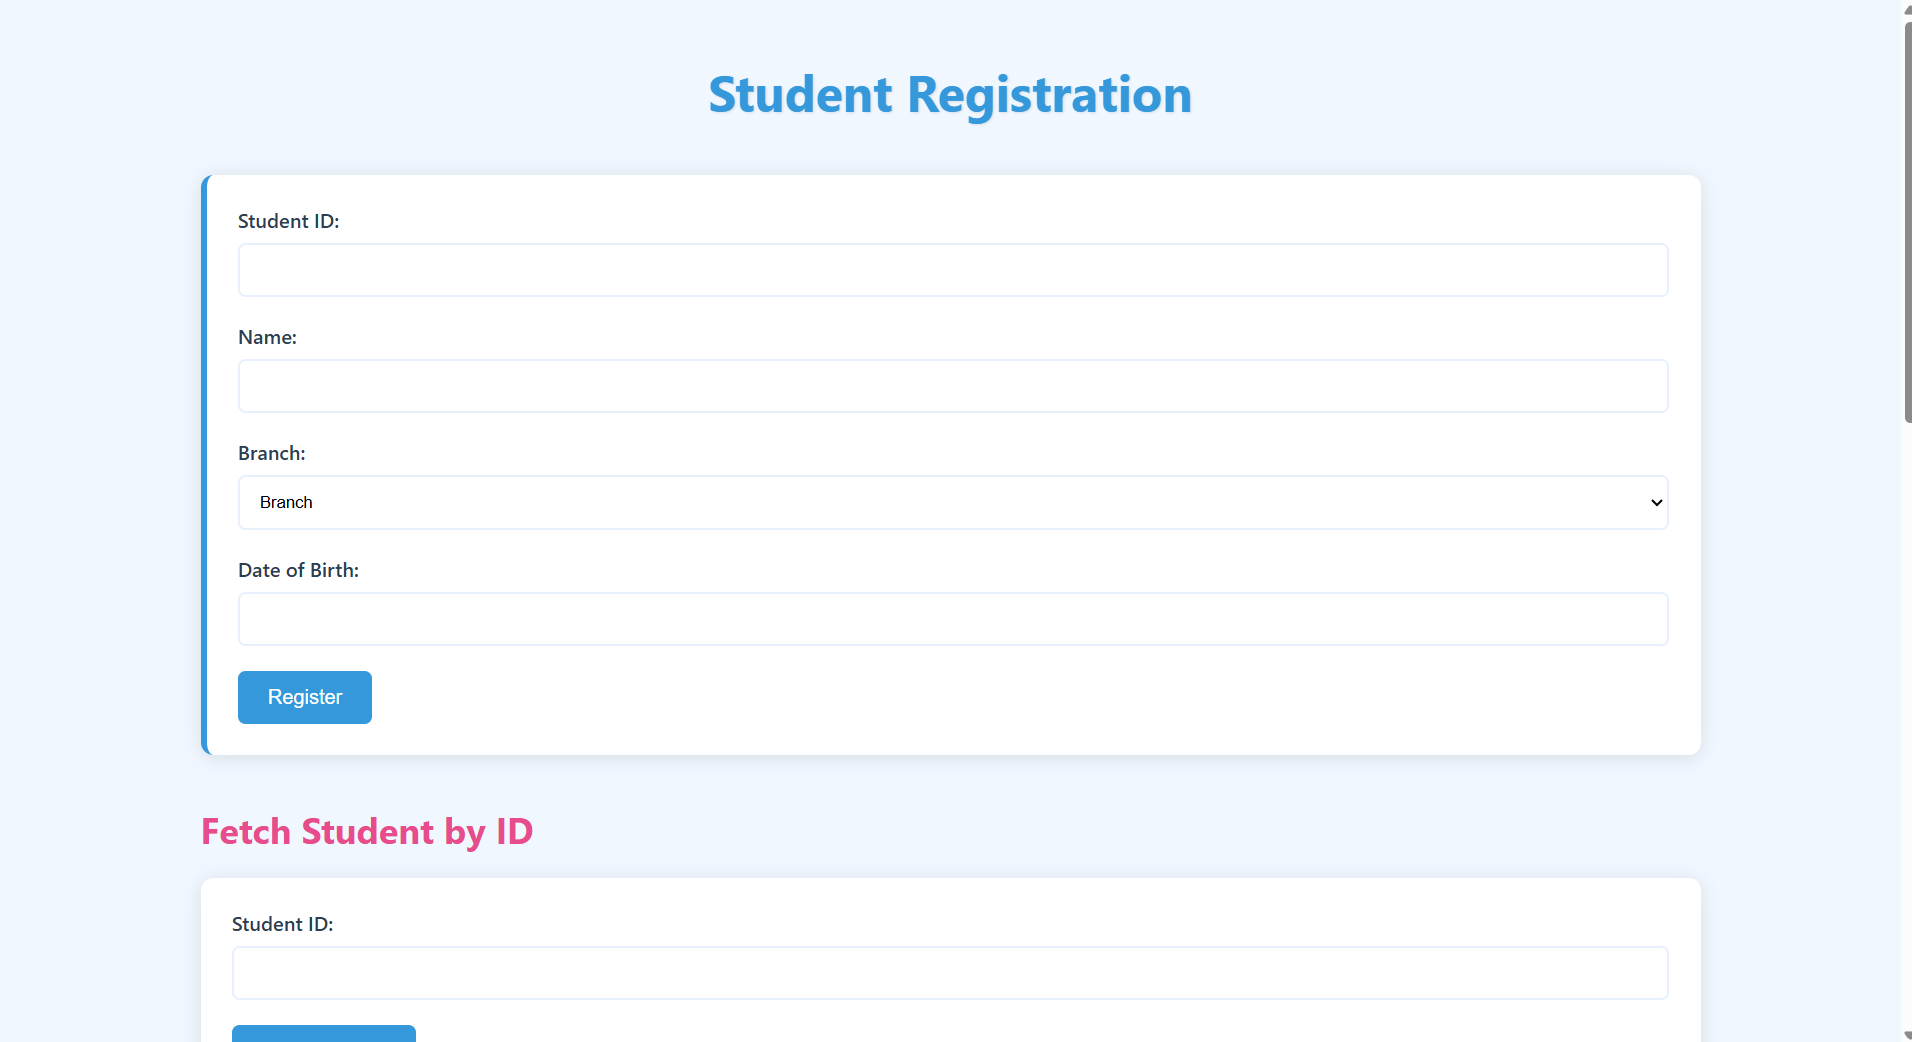 Student Registration
Student ID:
Name:
Branch:
Branch
Date of Birth:
Register
Fetch Student by ID
Student ID: